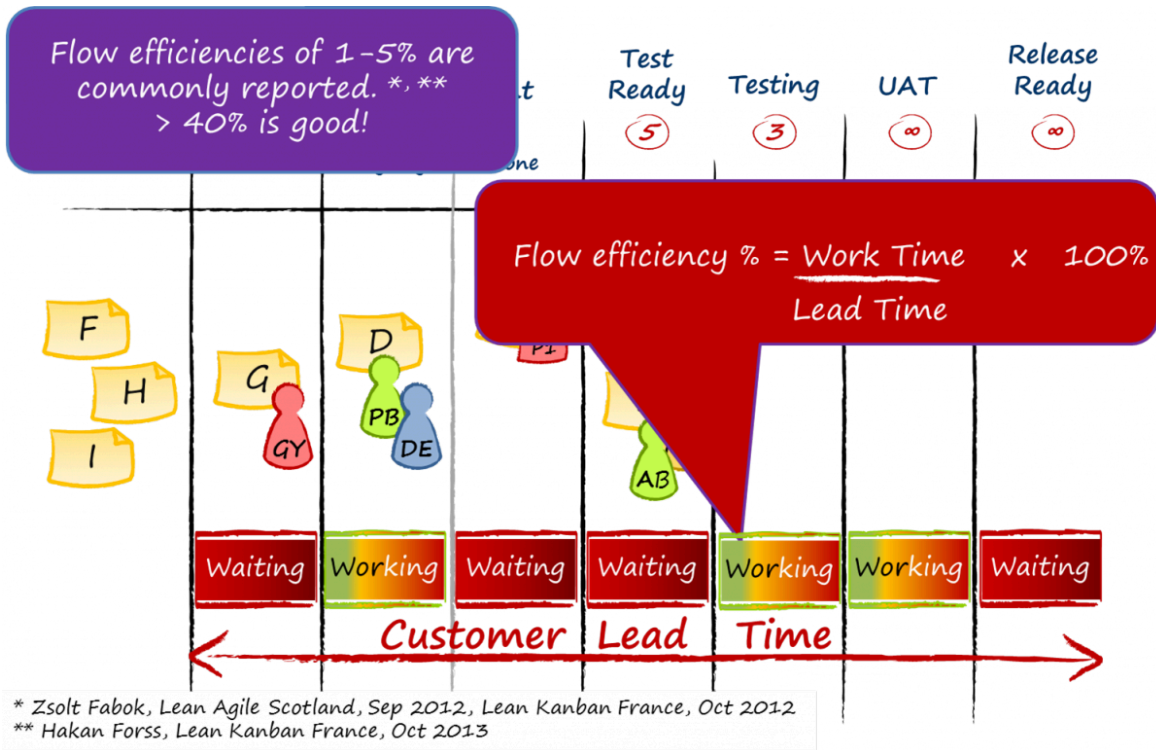 Flow efficiencies of 1-5% are
commonly reported. *, **
> 40% is good!
Test
Ready
5
Testing
3
UAT
∞
Release
Ready
∞
Flow efficiency % = Work Time x 100%
Lead Time
F
H
I
G
GY
D
PB
DE
P1
AB
Waiting
Working
Waiting
Waiting
Working
Working
Waiting
Customer Lead Time
* Zsolt Fabok, Lean Agile Scotland, Sep 2012, Lean Kanban France, Oct 2012
** Hakan Forss, Lean Kanban France, Oct 2013